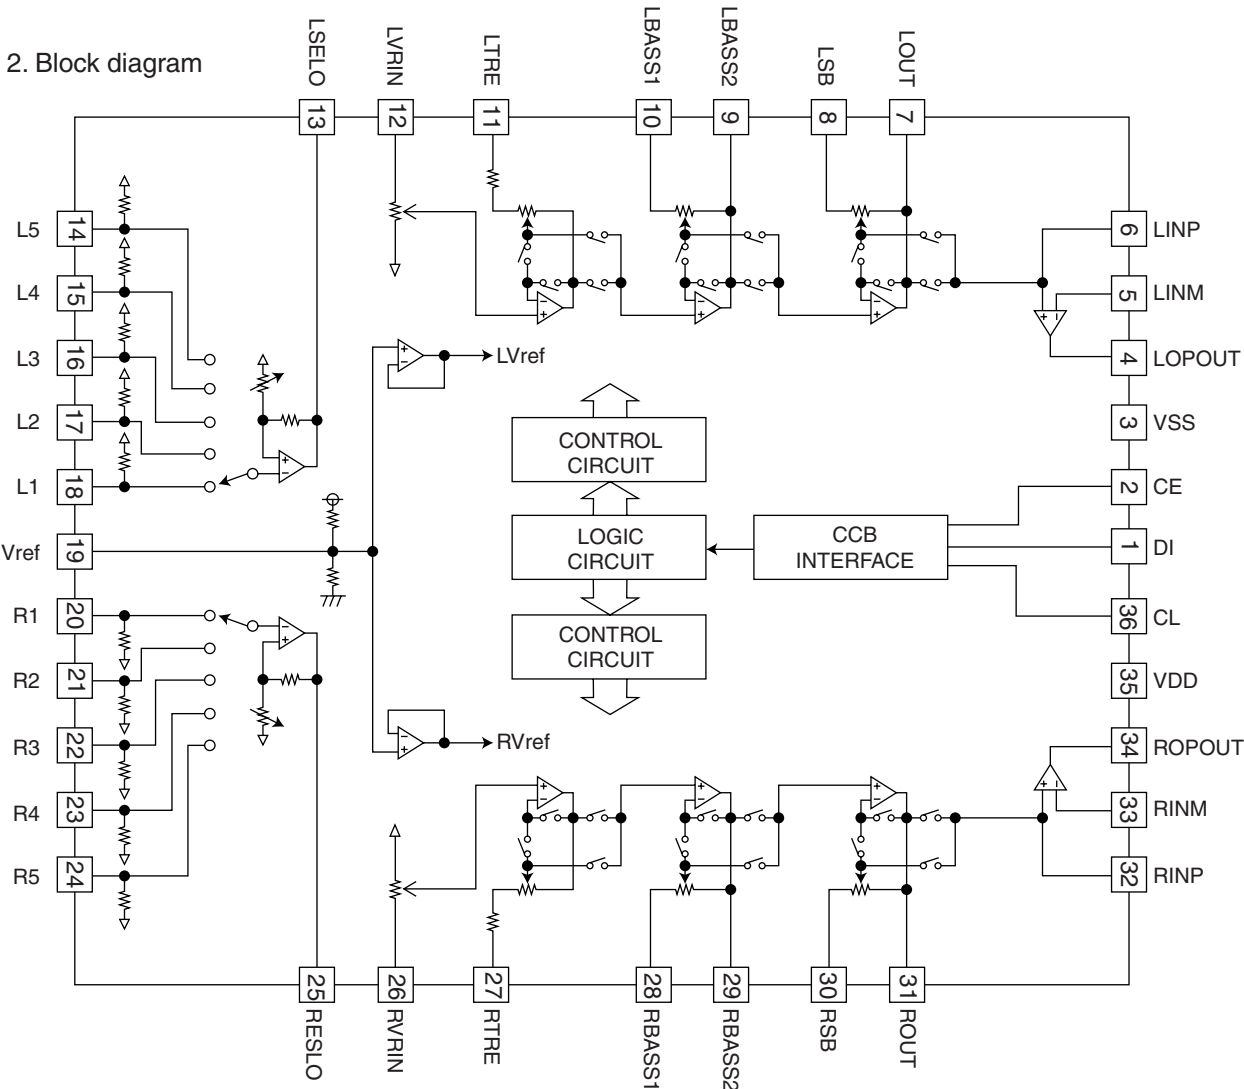 2. Block diagram
LSELO
LVRIN
LTRE
LBASS1
LBASS2
LSB
LOUT
13
12
11
10
9
8
7
L5
14
L4
15
L3
16
L2
17
L1
18
Vref
19
R1
20
R2
21
R3
22
R4
23
R5
24
6
LINP
5
LINM
4
LOPOUT
3
VSS
2
CE
1
DI
36
CL
35
VDD
34
ROPOUT
33
RINM
32
RINP
LVref
CONTROL
CIRCUIT
LOGIC
CIRCUIT
CCB
INTERFACE
CONTROL
CIRCUIT
RVref
+
−
+
−
+
−
+
−
+
−
+
−
−
+
−
+
+
−
+
−
+
−
+
−
25
26
27
28
29
30
31
RESLO
RVRIN
RTRE
RBASS1
RBASS2
RSB
ROUT